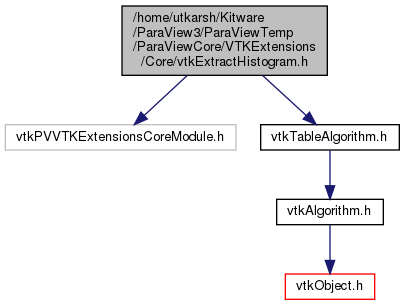 /home/utkarsh/Kitware
/ParaView3/ParaViewTemp
/ParaViewCore/VTKExtensions
/Core/vtkExtractHistogram.h
vtkPVVTKExtensionsCoreModule.h
vtkTableAlgorithm.h
vtkAlgorithm.h
vtkObject.h